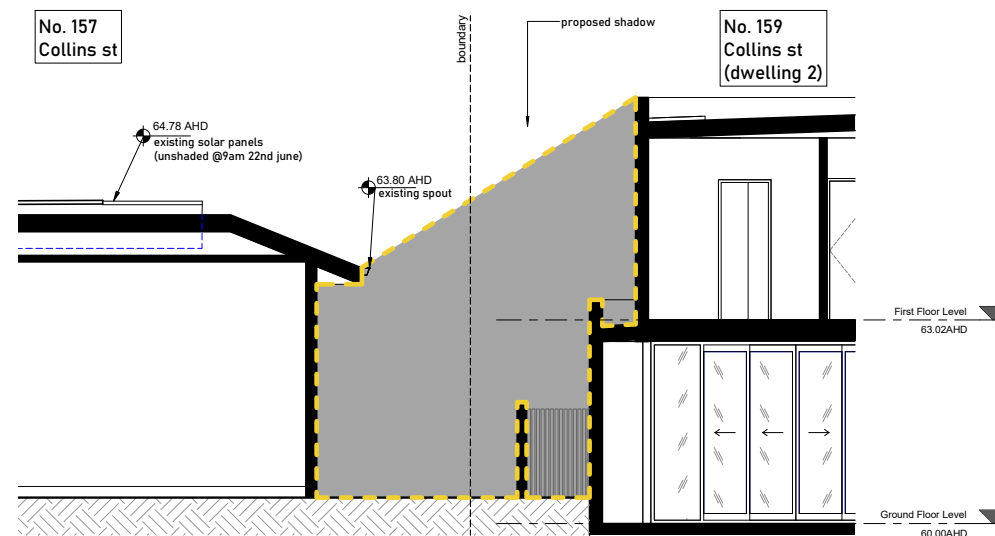 No. 157
Collins st
boundary
proposed shadow
No. 159
Collins st
(dwelling 2)
64.78 AHD
existing solar panels
(unshaded @9am 22nd june)
63.80 AHD
existing spout
First Floor Level
63.02AHD
Ground Floor Level
60.00AHD